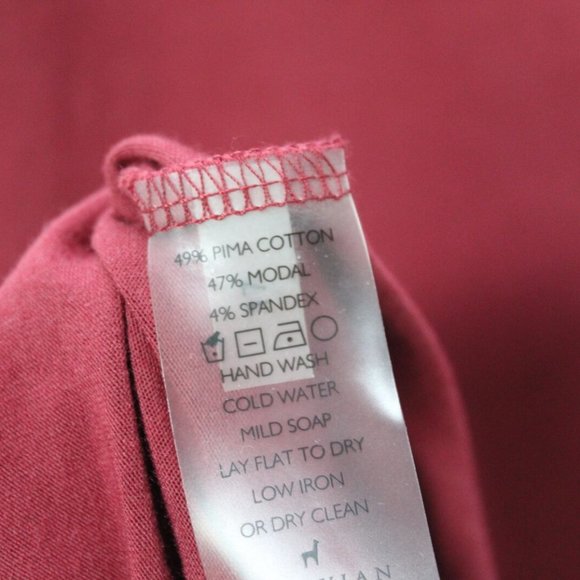 49% PIMA COTTON
47% MODAL
4% SPANDEX
HAND WASH
COLD WATER
MILD SOAP
LAY FLAT TO DRY
LOW IRON
OR DRY CLEAN